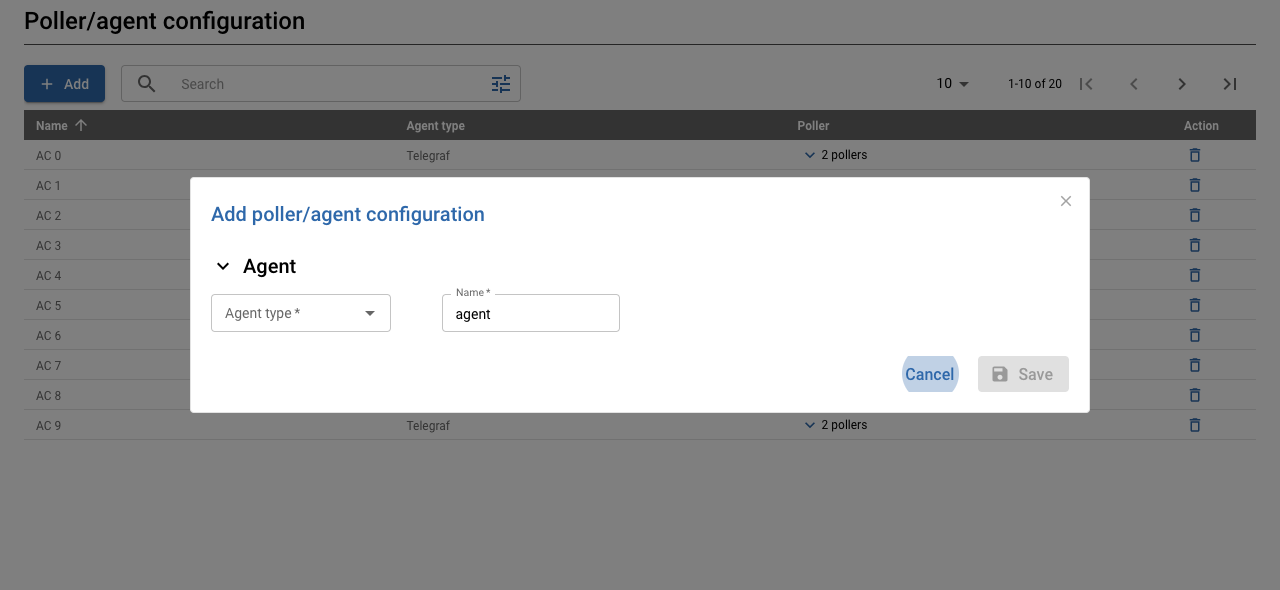 Poller/agent configuration
Add
Search
10
1-10 of 20
Name Agent type Poller Action
AC 0 Telegraf 2 pollers
AC 1
AC 2
AC 3
AC 4
AC 5
AC 6
AC 7
AC 8
AC 9 Telegraf 2 pollers
Add poller/agent configuration
Agent
Agent type *
Name *
agent
Cancel
Save